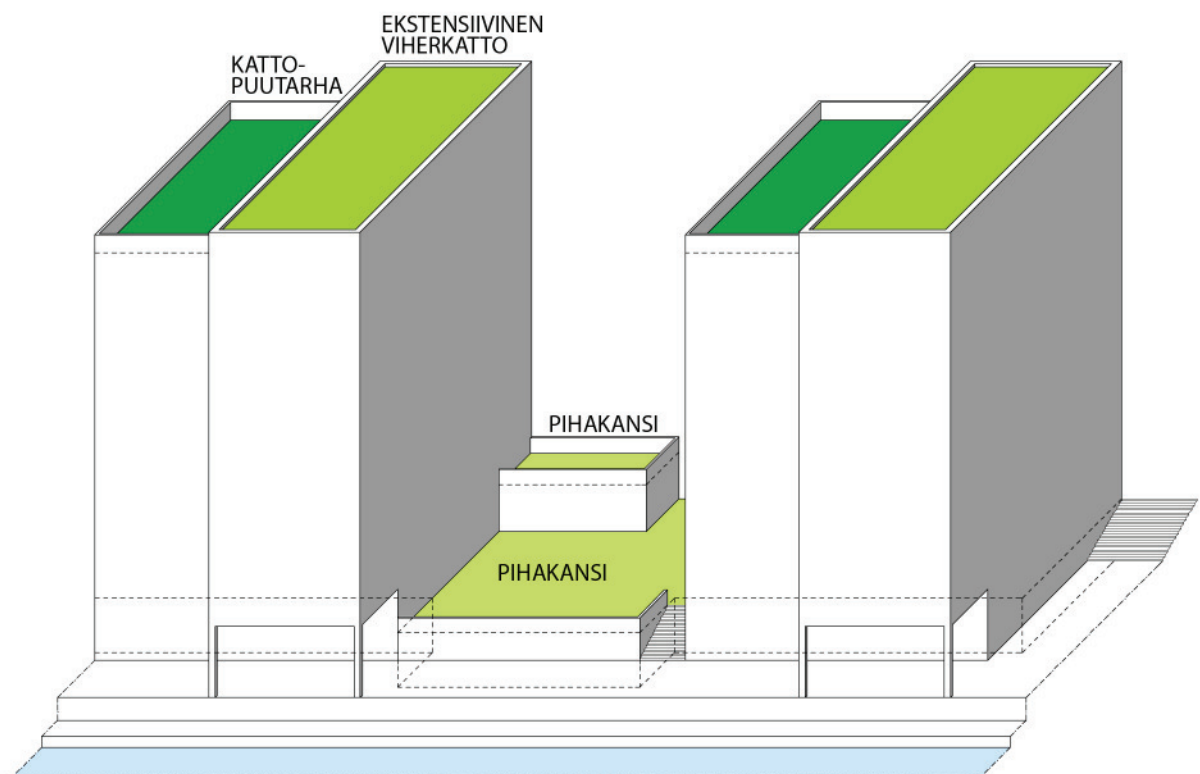 EKSTENSIIVINEN
VIHERKATTO
KATTO-
PUUTARHA
PIHAKANSI
PIHAKANSI